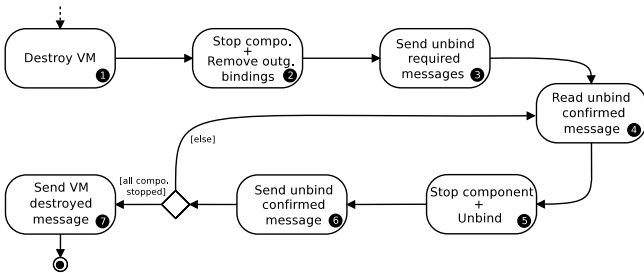 Destroy VM
1
Stop compo.
+
Remove outg.
bindings
2
Send unbind
required
messages
3
Read unbind
confirmed
message
4
[else]
Stop component
+
Unbind
5
Send unbind
confirmed
message
6
[all compo.
stopped]
Send VM
destroyed
message
7